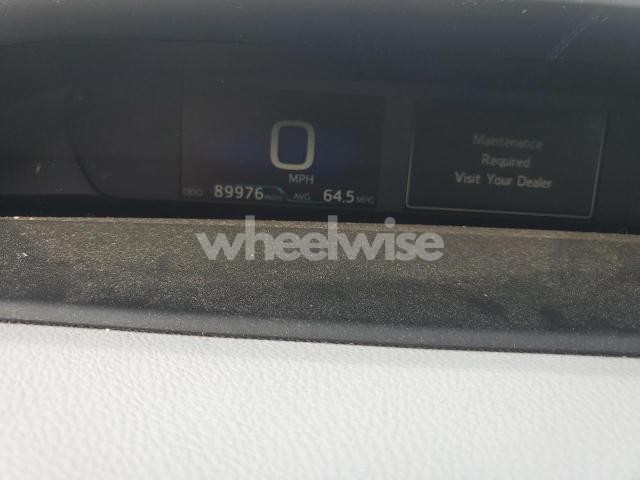 0
MPH
ODO 89976 miles AVG 64.5 MPG
Maintenance
Required
Visit Your Dealer
wheelwise